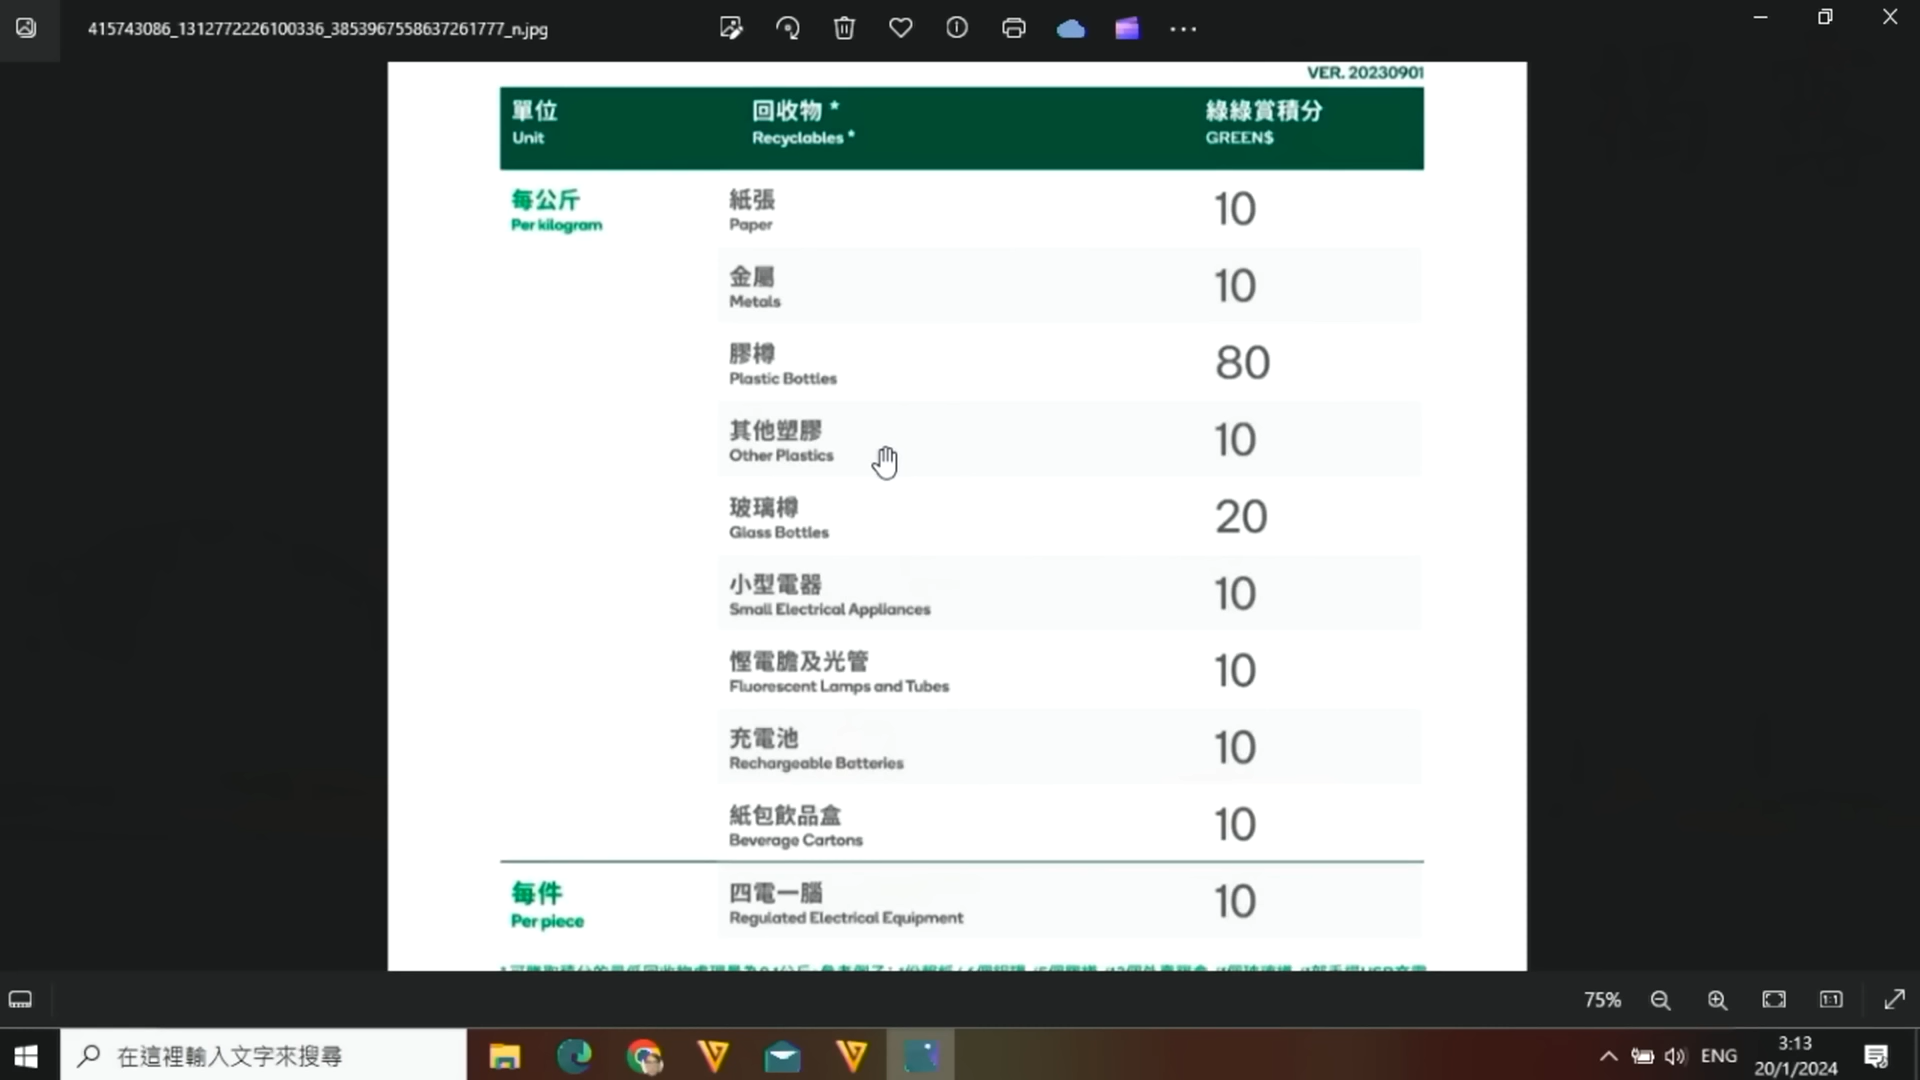 415743086_1312772226100336_3853967558637261777_n.jpg
VER. 20230901
單位 回收物 * 綠綠賞積分
Unit Recyclables * GREEN$
每公斤 紙張 10
Per kilogram Paper
金屬 10
Metals
膠樽 80
Plastic Bottles
其他塑膠 10
Other Plastics
玻璃樽 20
Glass Bottles
小型電器 10
Small Electrical Appliances
慳電膽及光管 10
Fluorescent Lamps and Tubes
充電池 10
Rechargeable Batteries
紙包飲品盒 10
Beverage Cartons
每件 四電一腦 10
Per piece Regulated Electrical Equipment
75%
在這裡輸入文字來搜尋
ENG
3:13
20/1/2024